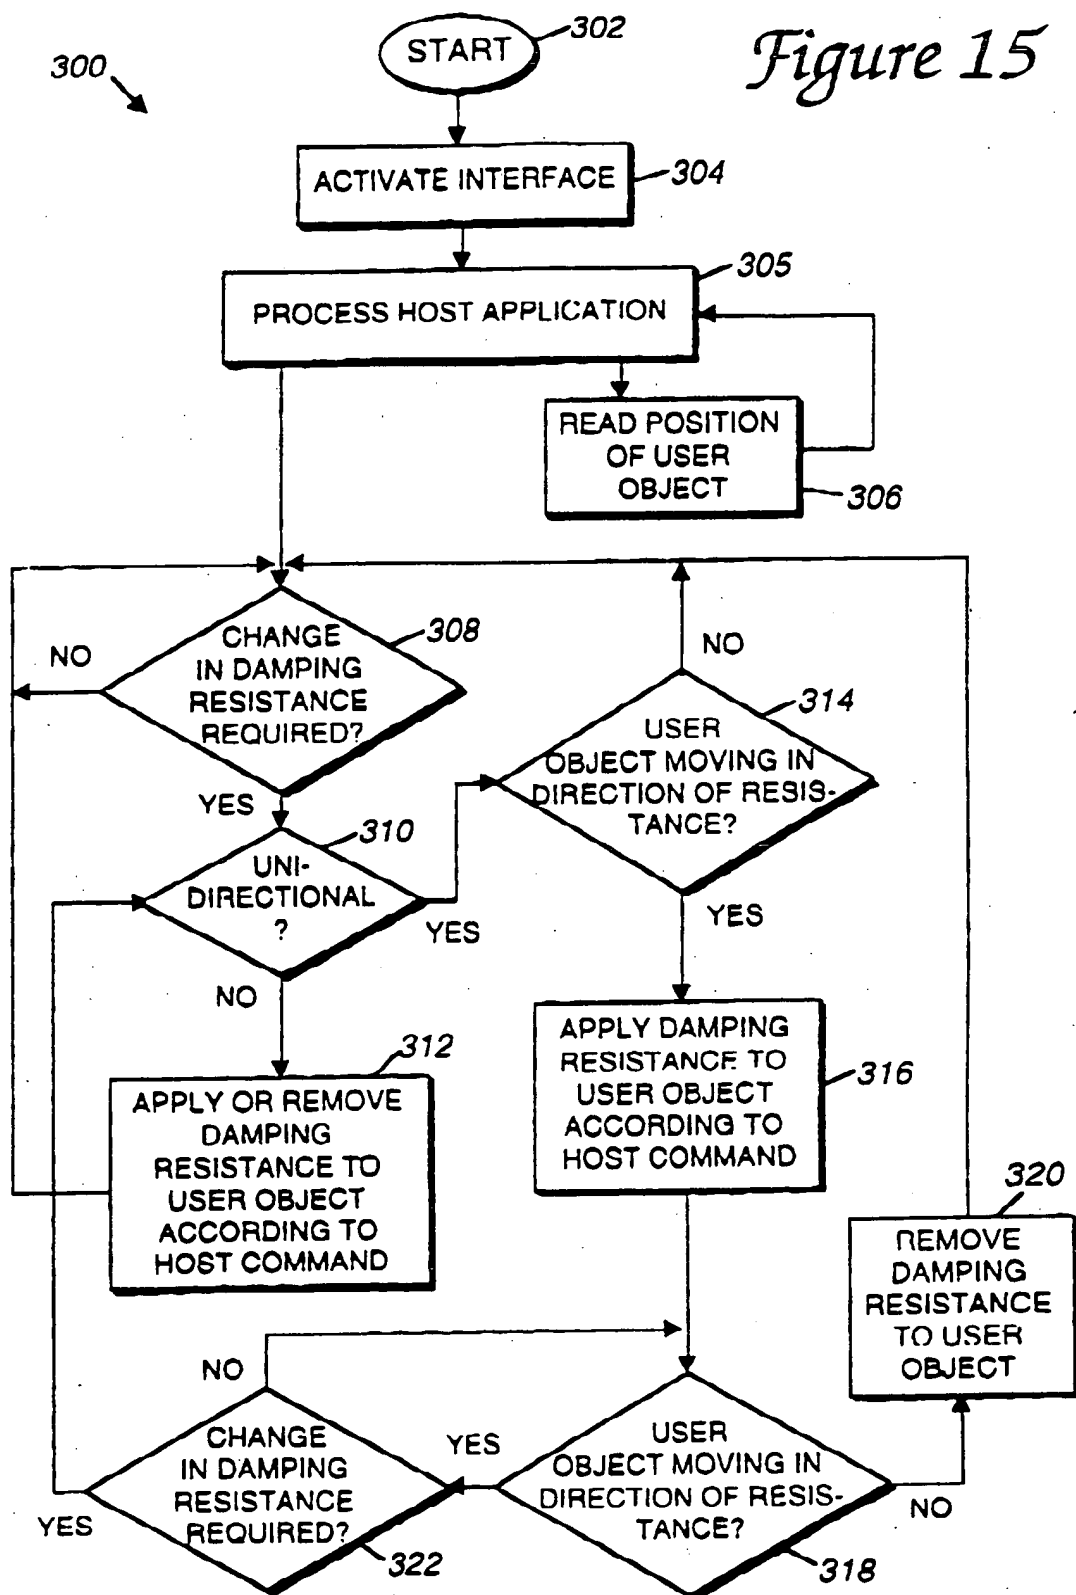 Figure 15
300
START
302
ACTIVATE INTERFACE
304
PROCESS HOST APPLICATION
305
READ POSITION
OF USER
OBJECT
306
CHANGE
IN DAMPING
RESISTANCE
REQUIRED?
308
NO
YES
UNI-
DIRECTIONAL
?
310
YES
NO
USER
OBJECT MOVING IN
DIRECTION OF RESIS-
TANCE?
314
NO
YES
APPLY OR REMOVE
DAMPING
RESISTANCE TO
USER OBJECT
ACCORDING TO
HOST COMMAND
312
APPLY DAMPING
RESISTANCE TO
USER OBJECT
ACCORDING TO
HOST COMMAND
316
REMOVE
DAMPING
RESISTANCE
TO USER
OBJECT
320
CHANGE
IN DAMPING
RESISTANCE
REQUIRED?
322
NO
YES
USER
OBJECT MOVING IN
DIRECTION OF RESIS-
TANCE?
318
YES
NO